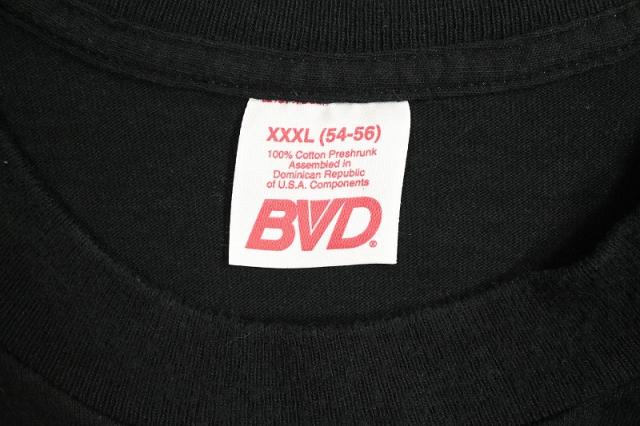 XXXL (54-56)
100% Cotton Preshrunk
Assembled in
Dominican Republic
of U.S.A. Components
BVD®